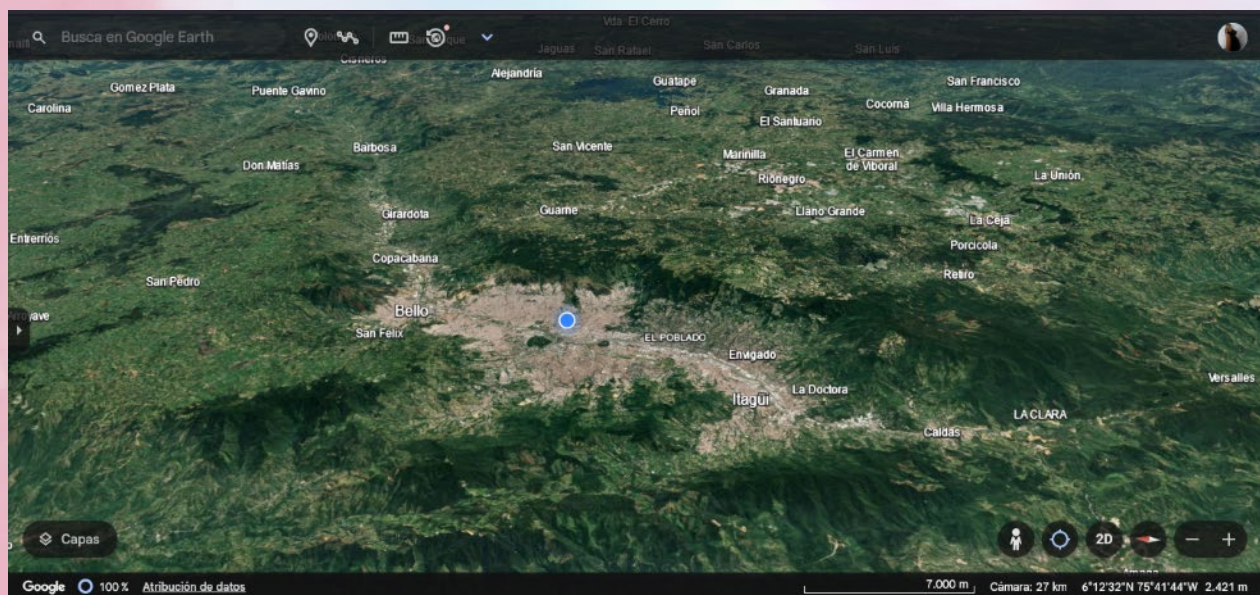 Vda El Cerro
Busca en Google Earth
Jaguas
San Rafael
San Carlos
San Luis
Cisneros
Alejandría
Guatapé
San Francisco
Gomez Plata
Puente Gavino
Granada
Carolina
Peñol
Cocorná
Villa Hermosa
El Santuario
Barbosa
San Vicente
Marinilla
El Carmen
de Viboral
Don Matías
Rionegro
La Unión
Girardota
Guarne
Llano Grande
La Ceja
Entrerríos
Porcicola
Copacabana
Retiro
San Pedro
Bello
San Félix
EL POBLADO
Envigado
Versalles
Itagüí
La Doctora
LA CLARA
Caldas
Capas
2D
Google
100 %
Atribución de datos
7.000 m
Cámara: 27 km
6°12'32"N 75°41'44"W
2.421 m